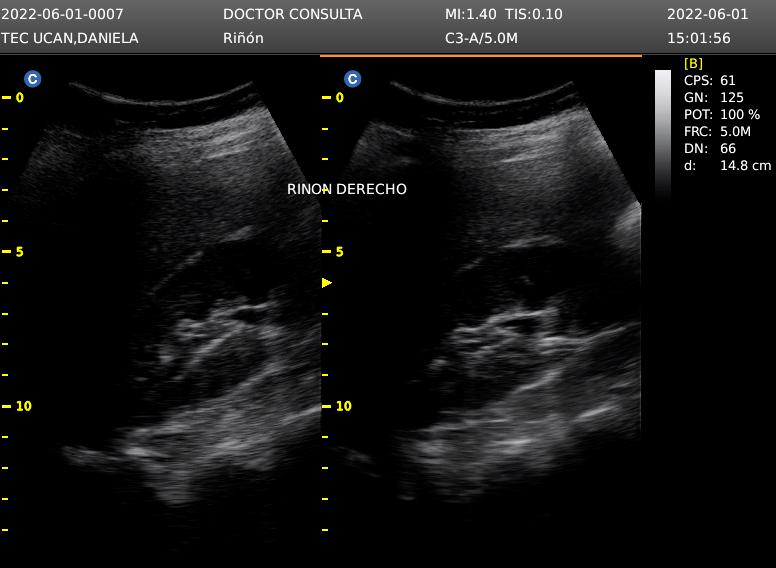 2022-06-01-0007 DOCTOR CONSULTA MI:1.40 TIS:0.10 2022-06-01
TEC UCAN,DANIELA Riñón C3-A/5.0M 15:01:56
[B]
CPS: 61
GN: 125
POT: 100 %
FRC: 5.0M
DN: 66
d: 14.8 cm
C C
0 0
RINON DERECHO
5 5
10 10